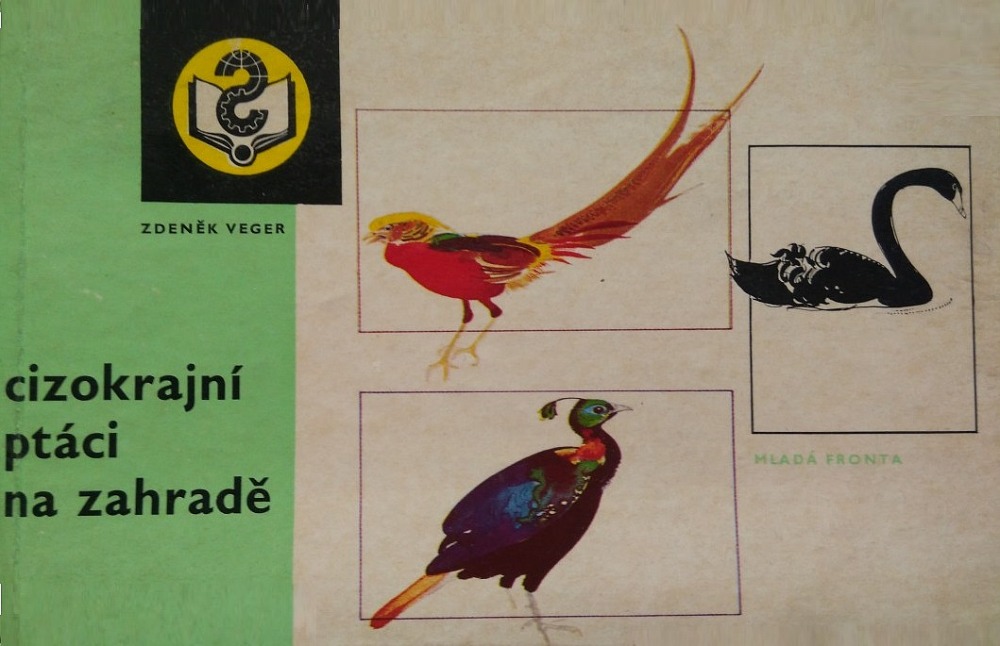 ZDENĚK VEGER
cizokrajní
ptáci
na zahradě
MLADÁ FRONTA